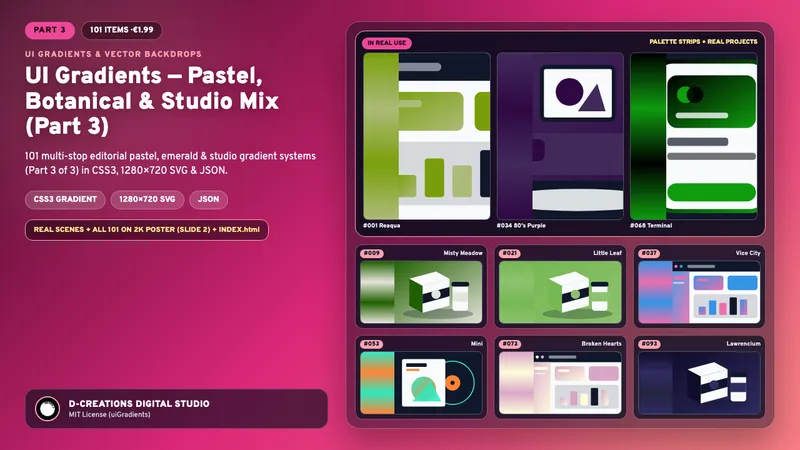 PART 3
101 ITEMS ·€1.99
UI GRADIENTS & VECTOR BACKDROPS
UI Gradients — Pastel,
Botanical & Studio Mix
(Part 3)
101 multi-stop editorial pastel, emerald & studio gradient systems
(Part 3 of 3) in CSS3, 1280×720 SVG & JSON.
CSS3 GRADIENT
1280×720 SVG
JSON
REAL SCENES + ALL 101 ON 2K POSTER (SLIDE 2) + INDEX.html
D-CREATIONS DIGITAL STUDIO
MIT License (uiGradients)
IN REAL USE
PALETTE STRIPS + REAL PROJECTS
#001 Reaqua
#034 80's Purple
#068 Terminal
#009
Misty Meadow
#021
Little Leaf
#037
Vice City
#053
Mini
#073
Broken Hearts
#093
Lawrencium